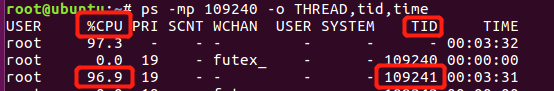 root@ubuntu:~# ps -mp 109240 -o THREAD,tid,time
USER %CPU PRI SCNT WCHAN USER SYSTEM TID TIME
root 97.3 - - - - - - 00:03:32
root 0.0 19 - futex_ - - 109240 00:00:00
root 96.9 19 - - - - 109241 00:03:31